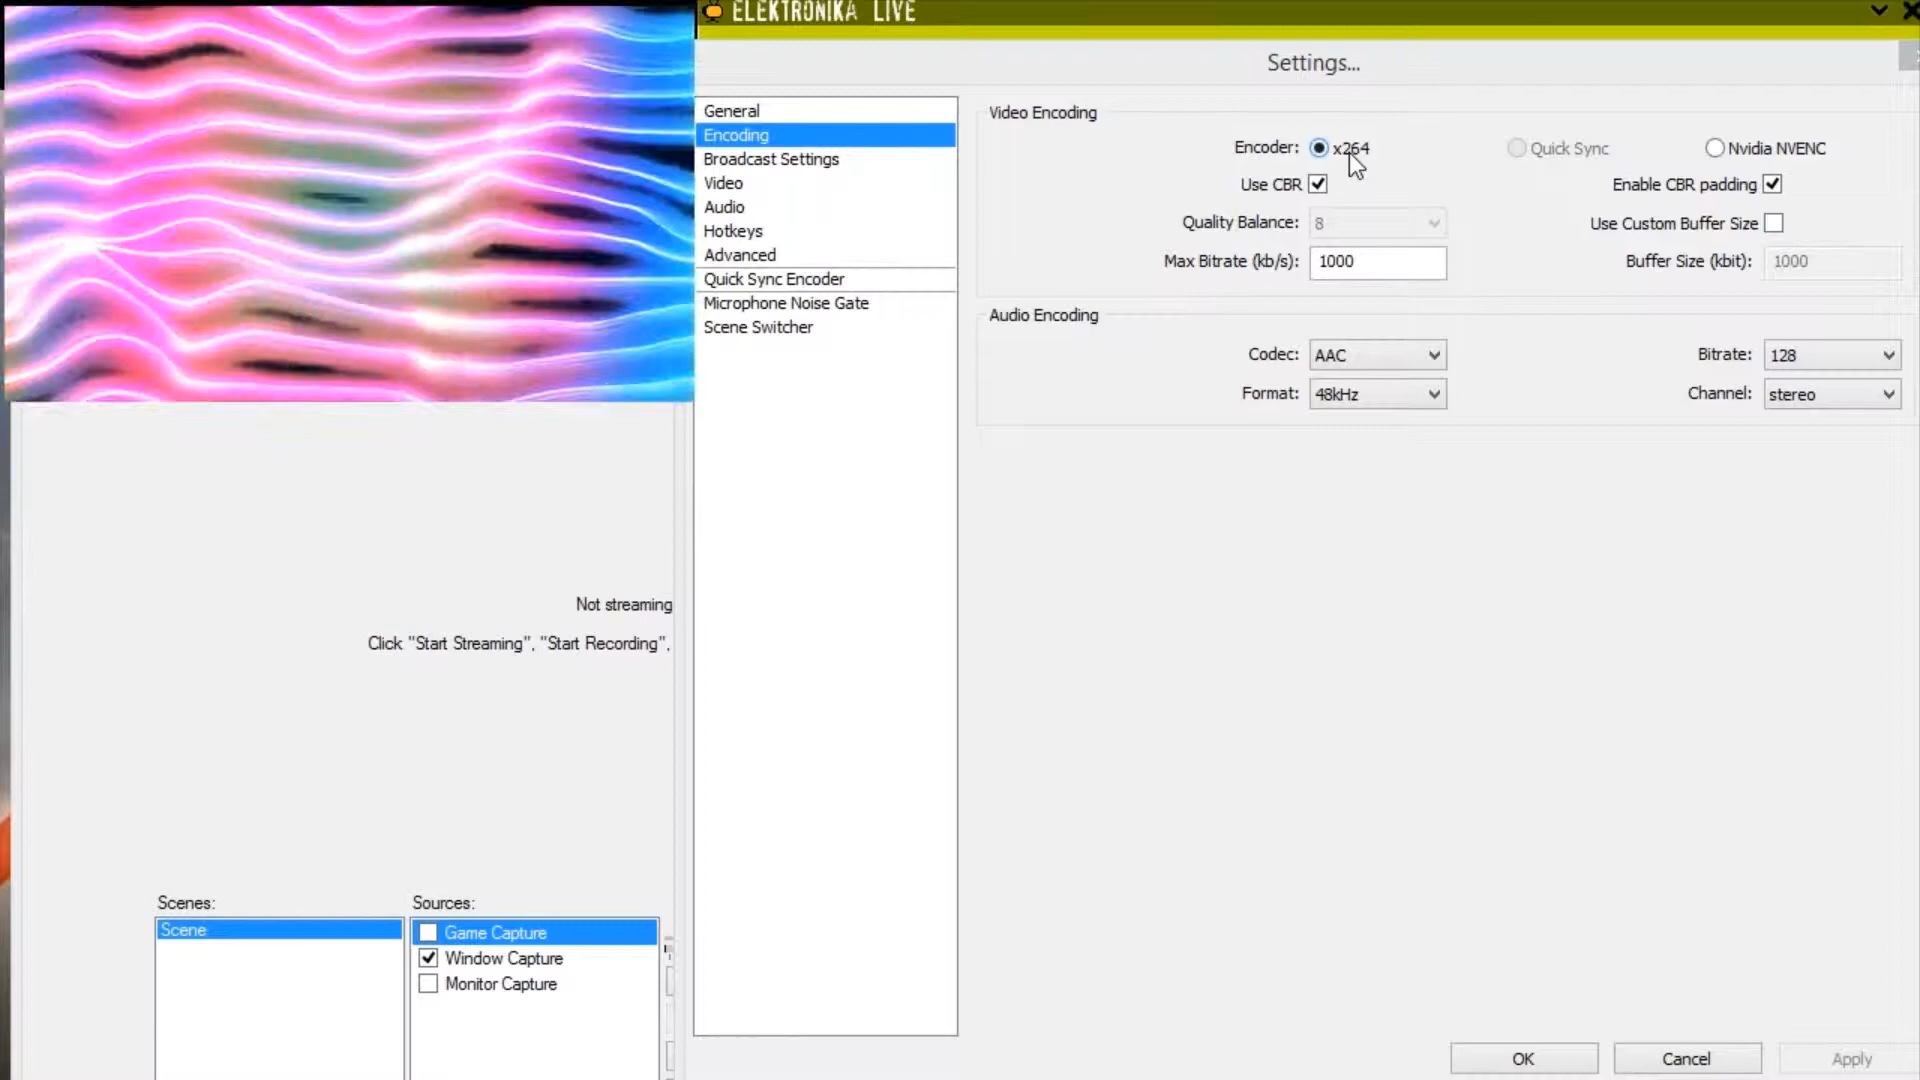 ELEKTRONIKA LIVE
Settings...
General
Encoding
Broadcast Settings
Video
Audio
Hotkeys
Advanced
Quick Sync Encoder
Microphone Noise Gate
Scene Switcher
Video Encoding
Encoder: x264 Quick Sync Nvidia NVENC
Use CBR Enable CBR padding
Quality Balance: 8 Use Custom Buffer Size
Max Bitrate (kb/s): 1000 Buffer Size (kbit): 1000
Audio Encoding
Codec: AAC Bitrate: 128
Format: 48kHz Channel: stereo
Not streaming
Click "Start Streaming", "Start Recording",
Scenes:
Scene
Sources:
Game Capture
Window Capture
Monitor Capture
OK Cancel Apply